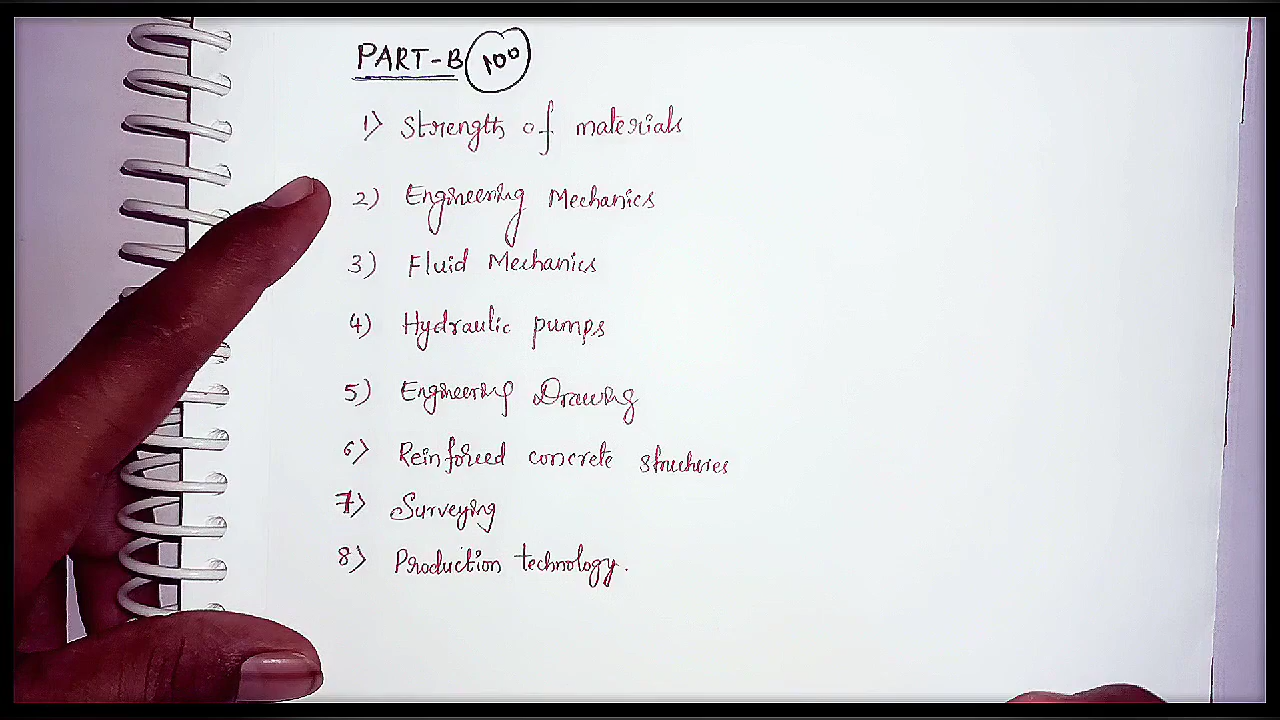 PART-B 100
1) Strength of materials
2) Engineering Mechanics
3) Fluid Mechanics
4) Hydraulic pumps
5) Engineering Drawing
6) Reinforced concrete structures
7) Surveying
8) Production technology.